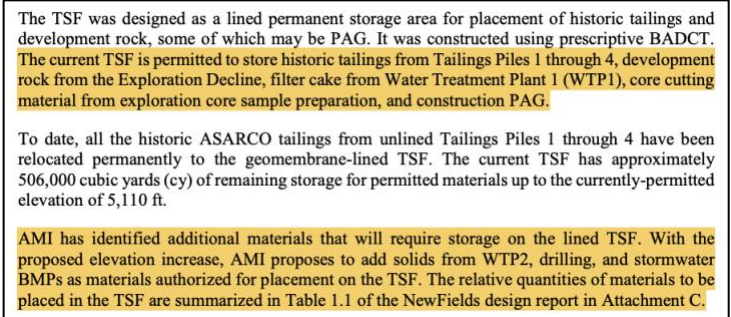 The TSF was designed as a lined permanent storage area for placement of historic tailings and
development rock, some of which may be PAG. It was constructed using prescriptive BADCT.
The current TSF is permitted to store historic tailings from Tailings Piles 1 through 4, development
rock from the Exploration Decline, filter cake from Water Treatment Plant 1 (WTP1), core cutting
material from exploration core sample preparation, and construction PAG.
To date, all the historic ASARCO tailings from unlined Tailings Piles 1 through 4 have been
relocated permanently to the geomembrane-lined TSF. The current TSF has approximately
506,000 cubic yards (cy) of remaining storage for permitted materials up to the currently-permitted
elevation of 5,110 ft.
AMI has identified additional materials that will require storage on the lined TSF. With the
proposed elevation increase, AMI proposes to add solids from WTP2, drilling, and stormwater
BMPs as materials authorized for placement on the TSF. The relative quantities of materials to be
placed in the TSF are summarized in Table 1.1 of the NewFields design report in Attachment C.